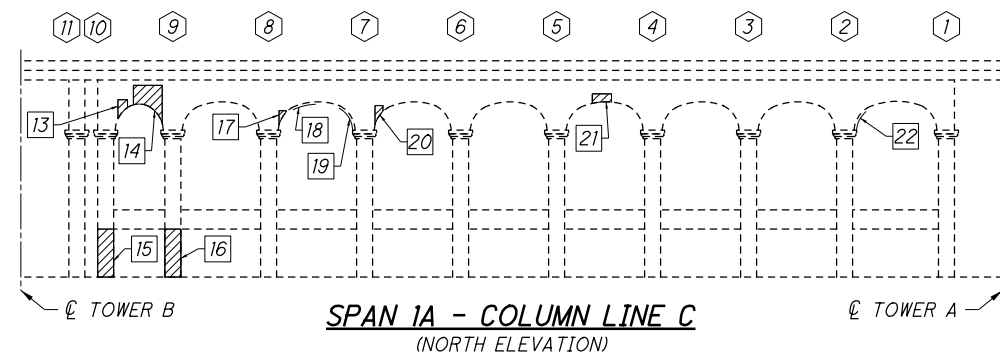 11 10 9 8 7 6 5 4 3 2 1
13 14 17 18 19 20 21 22
15 16
℄ TOWER B
SPAN 1A - COLUMN LINE C
(NORTH ELEVATION)
℄ TOWER A